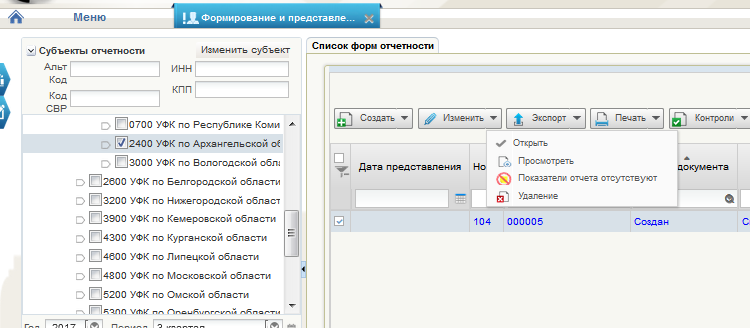 Меню
Формирование и представле...
Субъекты отчетности
Изменить субъект
Альт Код
ИНН
КПП
Код СВР
0700 УФК по Республике Коми
2400 УФК по Архангельской об
3000 УФК по Вологодской обла
2600 УФК по Белгородской области
3200 УФК по Нижегородской области
3900 УФК по Кемеровской области
4300 УФК по Курганской области
4600 УФК по Липецкой области
4800 УФК по Московской области
5200 УФК по Омской области
5300 УФК по Оренбургской области
Год 2017 Период 3 квартал
Список форм отчетности
Создать
Изменить
Экспорт
Печать
Контроли
Открыть
Просмотреть
Показатели отчета отсутствуют
Удаление
Дата представления
Но
документа
104 000005 Создан